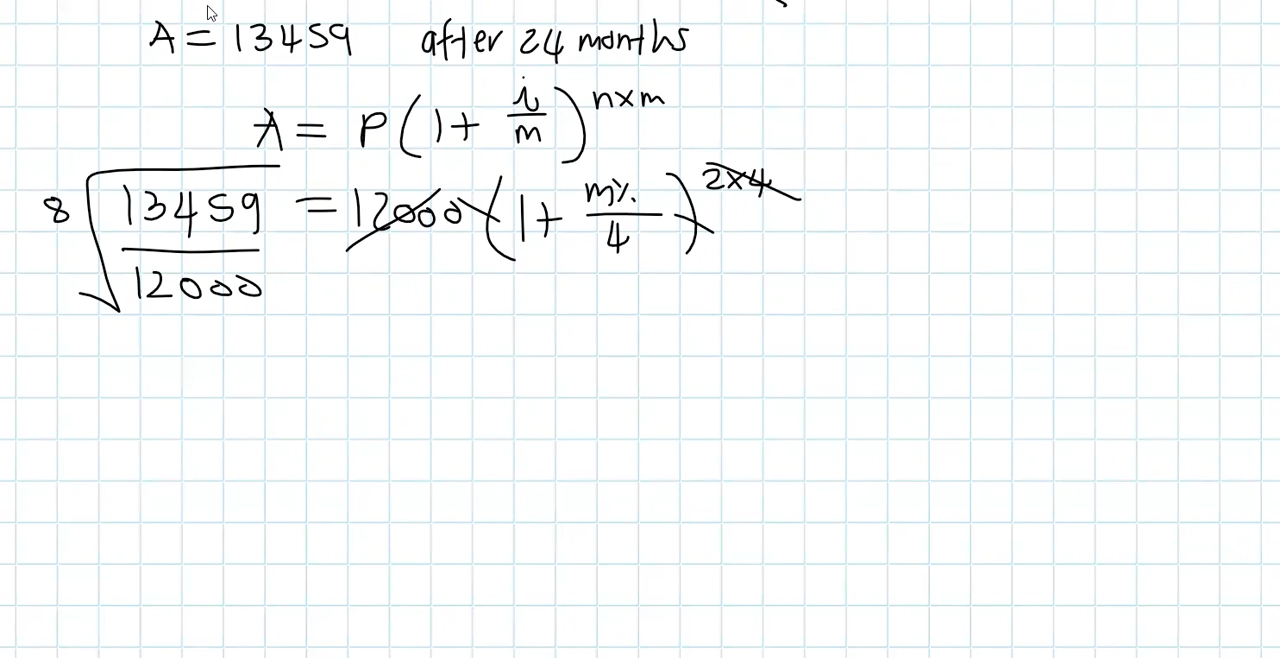 A = 13459 after 24 months
A = P(1 + i/m)^n×m
8√(13459/12000) = 12000(1 + m%/4)^2×4